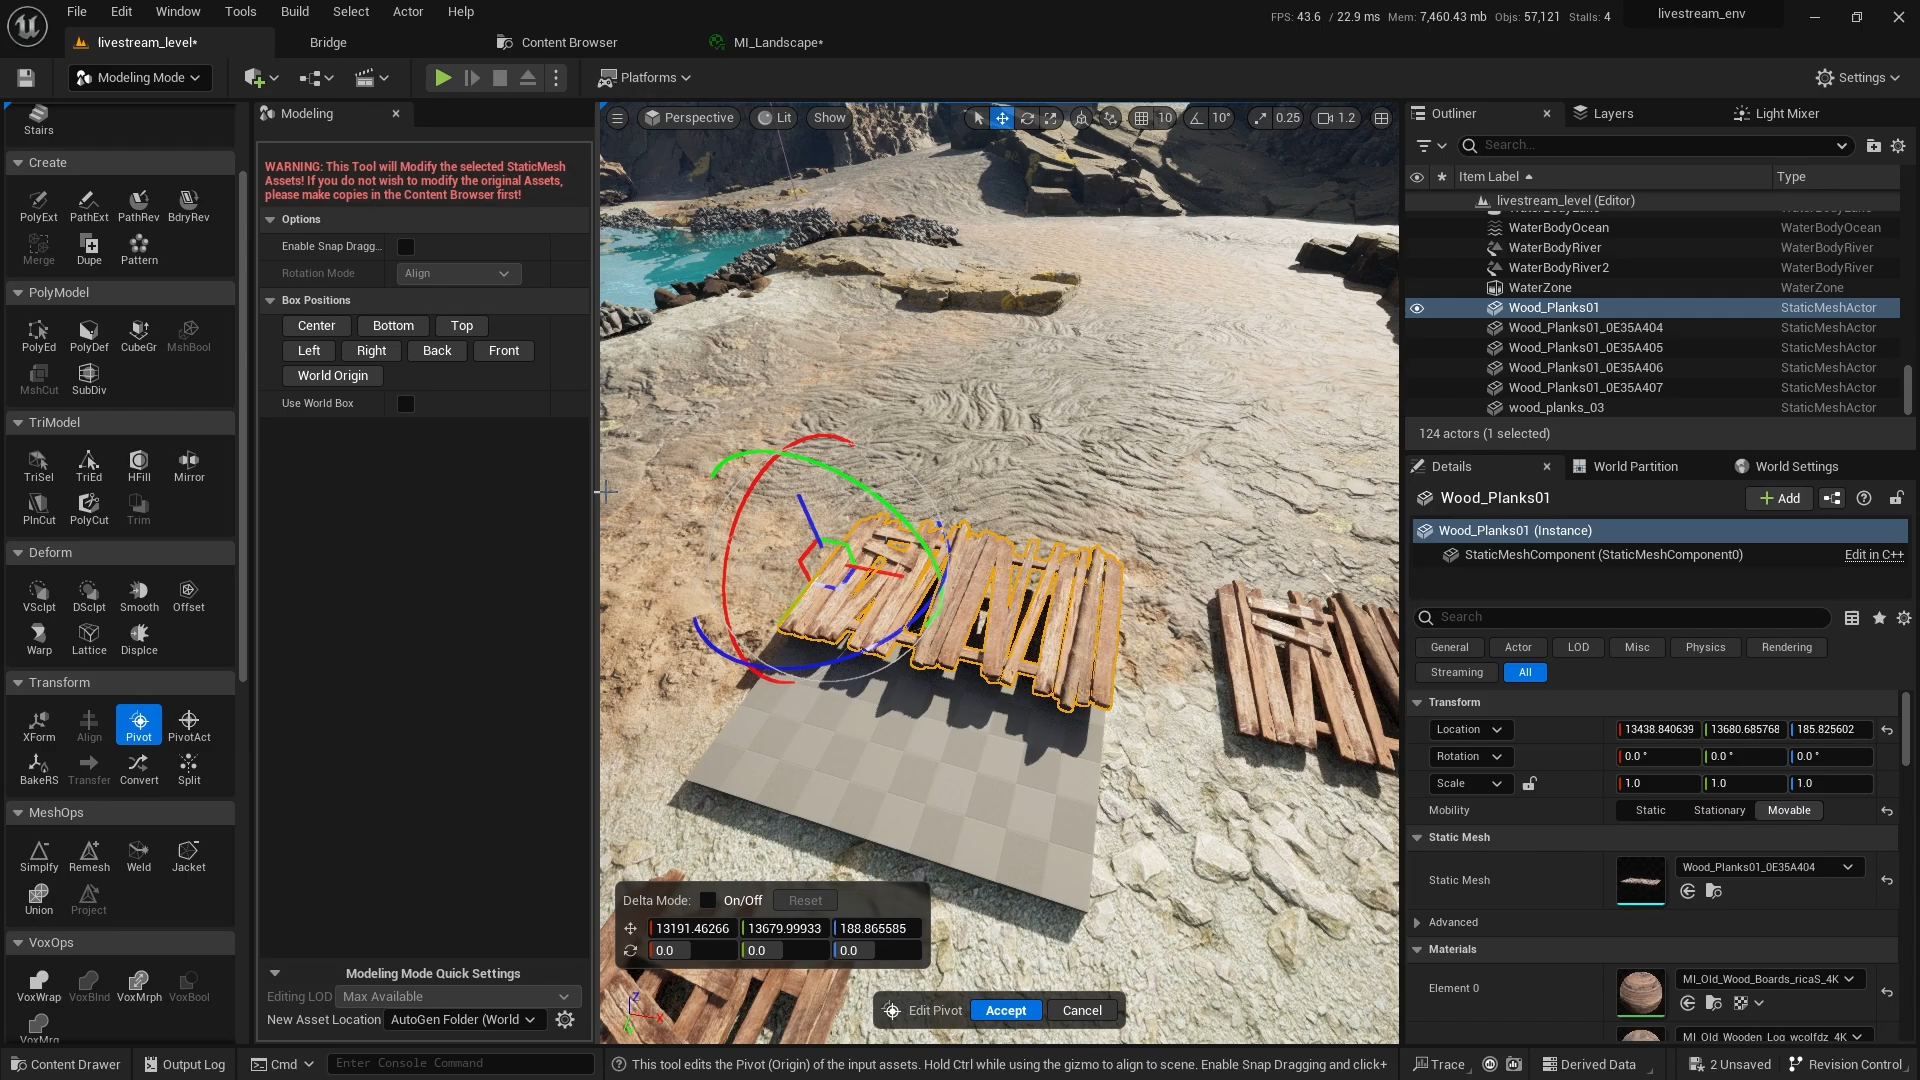 File Edit Window Tools Build Select Actor Help
FPS: 43.6 / 22.9 ms Mem: 7,460.43 mb Objs: 57,121 Stalls: 4
livestream_env
livestream_level*
Bridge
Content Browser
MI_Landscape*
Modeling Mode
Platforms
Settings
Stairs
Create
PolyExt PathExt PathRev BdryRev
Merge Dupe Pattern
PolyModel
PolyEd PolyDef CubeGr MshBool
MshCut SubDiv
TriModel
TriSel TriEd HFill Mirror
PlnCut PolyCut Trim
Deform
VSclpt DSclpt Smooth Offset
Warp Lattice Displce
Transform
XForm Align Pivot PivotAct
BakeRS Transfer Convert Split
MeshOps
Simplfy Remesh Weld Jacket
Union Project
VoxOps
VoxWrap VoxBlnd VoxMrph VoxBool
VoxMrg
Modeling
WARNING: This Tool will Modify the selected StaticMesh
Assets! If you do not wish to modify the original Assets,
please make copies in the Content Browser first!
Options
Enable Snap Dragg...
Rotation Mode Align
Box Positions
Center Bottom Top
Left Right Back Front
World Origin
Use World Box
Modeling Mode Quick Settings
Editing LOD Max Available
New Asset Location AutoGen Folder (World
Perspective Lit Show
10 10° 0.25 1.2
Delta Mode: On/Off Reset
13191.46266 13679.99933 188.865585
0.0 0.0 0.0
Z
X
Edit Pivot Accept Cancel
Outliner Layers Light Mixer
Search...
Item Label Type
livestream_level (Editor)
WaterBodyOcean WaterBodyOcean
WaterBodyRiver WaterBodyRiver
WaterBodyRiver2 WaterBodyRiver
WaterZone WaterZone
Wood_Planks01 StaticMeshActor
Wood_Planks01_0E35A404 StaticMeshActor
Wood_Planks01_0E35A405 StaticMeshActor
Wood_Planks01_0E35A406 StaticMeshActor
Wood_Planks01_0E35A407 StaticMeshActor
wood_planks_03 StaticMeshActor
124 actors (1 selected)
Details World Partition World Settings
Wood_Planks01
Add
Wood_Planks01 (Instance)
StaticMeshComponent (StaticMeshComponent0) Edit in C++
Search
General Actor LOD Misc Physics Rendering
Streaming All
Transform
Location 13438.840639 13680.685768 185.825602
Rotation 0.0 ° 0.0 ° 0.0 °
Scale 1.0 1.0 1.0
Mobility Static Stationary Movable
Static Mesh
Static Mesh Wood_Planks01_0E35A404
Advanced
Materials
Element 0 MI_Old_Wood_Boards_ricaS_4K
MI_Old_Wooden_Log_wcolfdz_4K
Content Drawer Output Log Cmd Enter Console Command
This tool edits the Pivot (Origin) of the input assets. Hold Ctrl while using the gizmo to align to scene. Enable Snap Dragging and click+
Trace Derived Data 2 Unsaved Revision Control